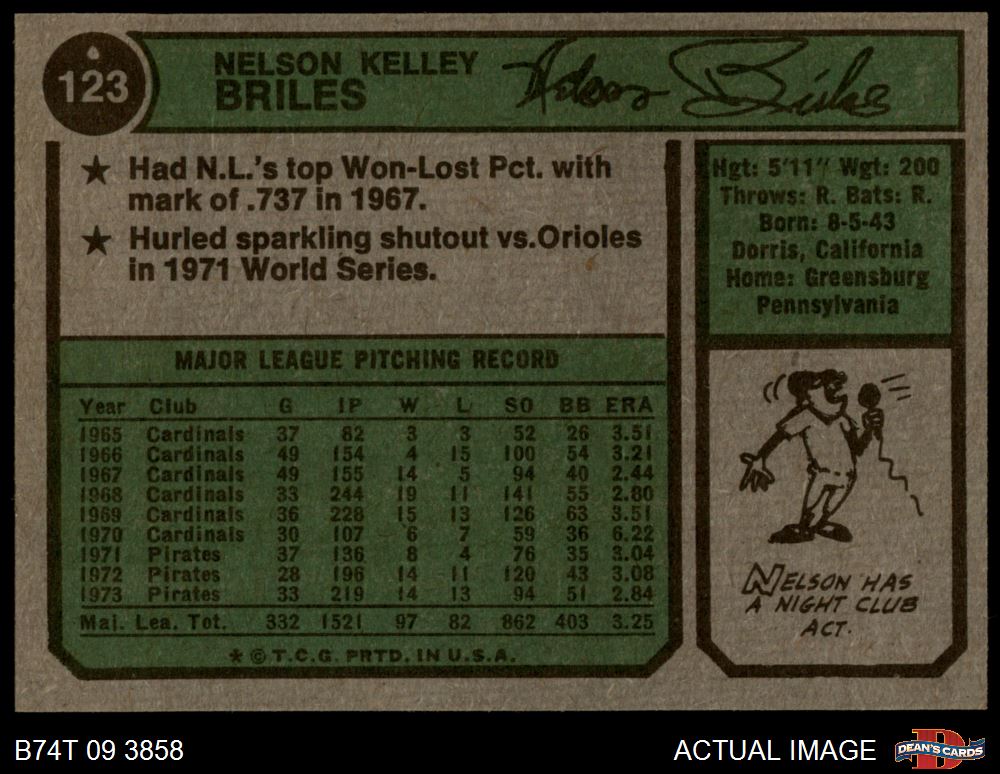 123
NELSON KELLEY
BRILES
Nelson Briles
★ Had N.L.'s top Won-Lost Pct. with
mark of .737 in 1967.
★ Hurled sparkling shutout vs.Orioles
in 1971 World Series.
Hgt: 5'11" Wgt: 200
Throws: R. Bats: R.
Born: 8-5-43
Dorris, California
Home: Greensburg
Pennsylvania
MAJOR LEAGUE PITCHING RECORD
Year Club G IP W L SO BB ERA
1965 Cardinals 37 82 3 3 52 26 3.51
1966 Cardinals 49 154 4 15 100 54 3.21
1967 Cardinals 49 155 14 5 94 40 2.44
1968 Cardinals 33 244 19 11 141 55 2.80
1969 Cardinals 36 228 15 13 126 63 3.51
1970 Cardinals 30 107 6 7 59 36 6.22
1971 Pirates 37 136 8 4 76 35 3.04
1972 Pirates 28 196 14 11 120 43 3.08
1973 Pirates 33 219 14 13 94 51 2.84
Maj. Lea. Tot. 332 1521 97 82 862 403 3.25
* © T.C.G. PRTD. IN U.S.A.
NELSON HAS
A NIGHT CLUB
ACT.
B74T 09 3858
ACTUAL IMAGE
DEAN'S CARDS